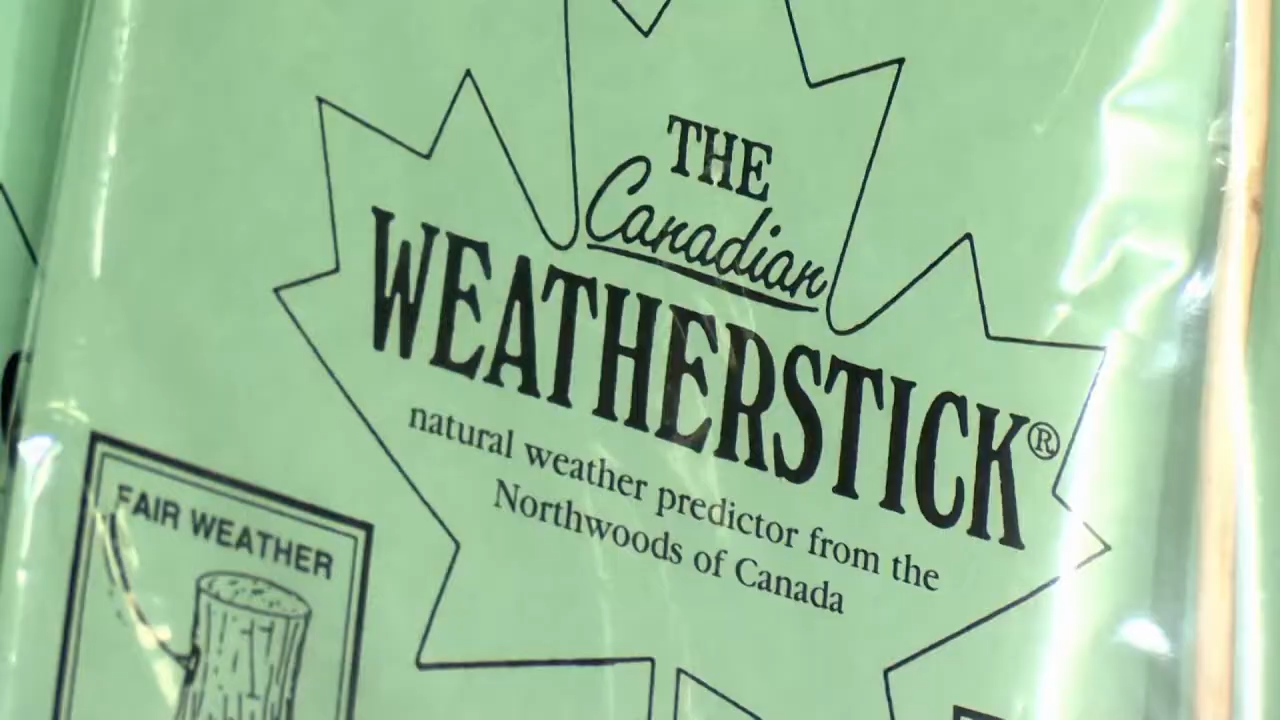 THE
Canadian
WEATHERSTICK®
natural weather predictor from the
Northwoods of Canada
FAIR WEATHER